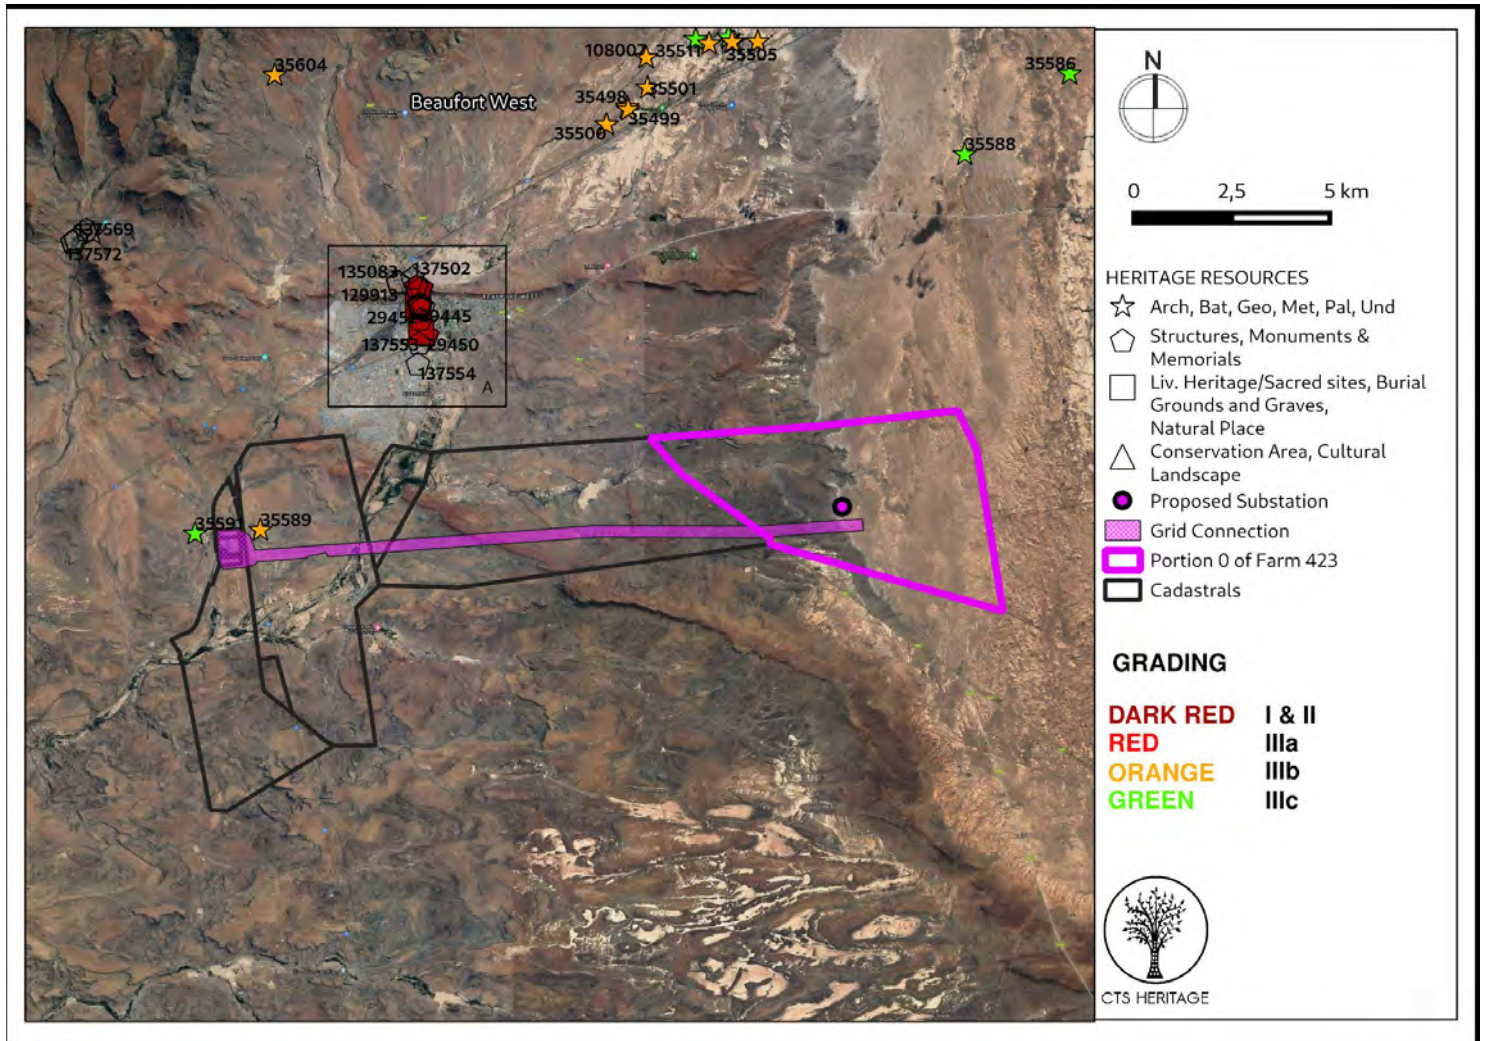 35604
108007
35511
35505
35586
Beaufort West
35501
35498
35499
35500
35588
137569
137572
135083
137502
129913
29445
137553
29450
137554
A
35591
35589
N
0 2,5 5 km
HERITAGE RESOURCES
Arch, Bat, Geo, Met, Pal, Und
Structures, Monuments &
Memorials
Liv. Heritage/Sacred sites, Burial
Grounds and Graves,
Natural Place
Conservation Area, Cultural
Landscape
Proposed Substation
Grid Connection
Portion 0 of Farm 423
Cadastrals
GRADING
DARK RED I & II
RED IIIa
ORANGE IIIb
GREEN IIIc
CTS HERITAGE